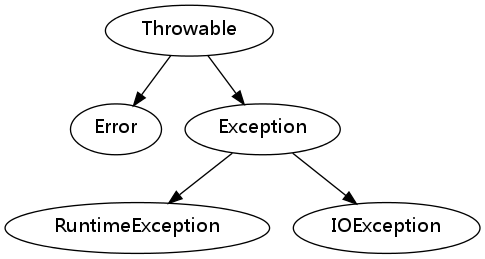 Throwable
Error
Exception
RuntimeException
IOException